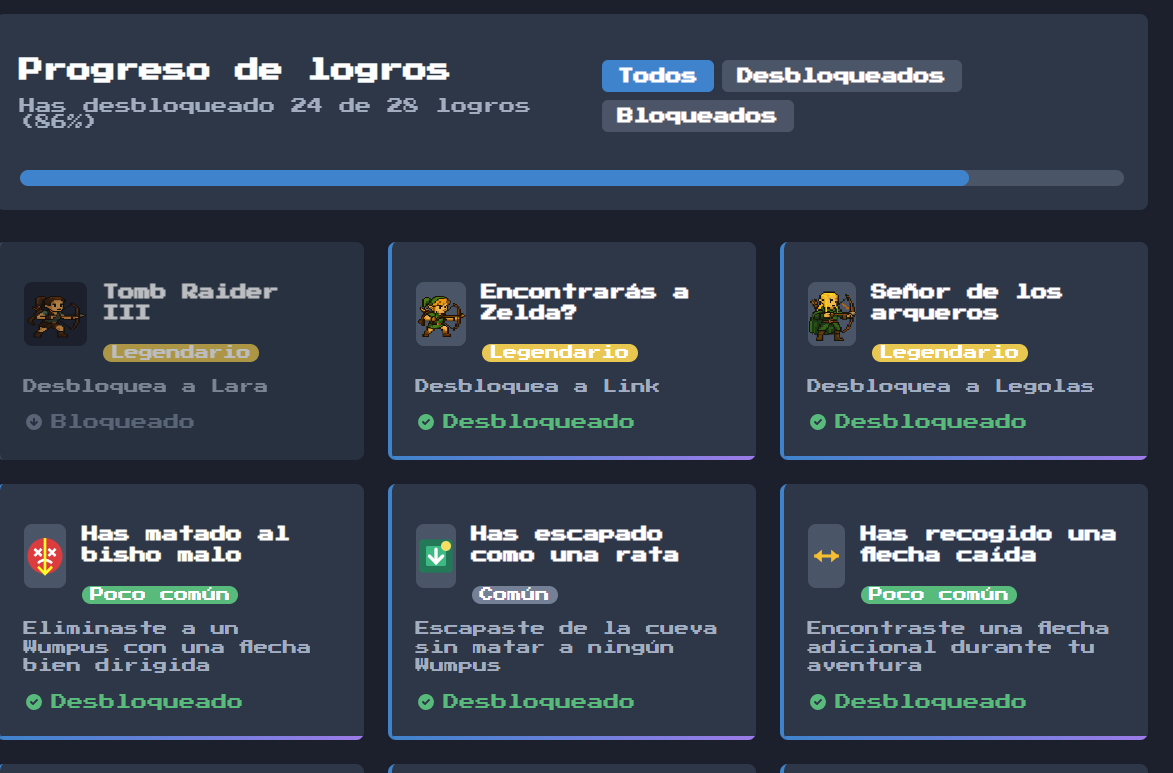 Progreso de logros
Has desbloqueado 24 de 28 logros
(86%)
Todos
Desbloqueados
Bloqueados
Tomb Raider
III
Legendario
Desbloquea a Lara
Bloqueado
Encontrarás a
Zelda?
Legendario
Desbloquea a Link
Desbloqueado
Señor de los
arqueros
Legendario
Desbloquea a Legolas
Desbloqueado
Has matado al
bisho malo
Poco común
Eliminaste a un
Wumpus con una flecha
bien dirigida
Desbloqueado
Has escapado
como una rata
Común
Escapaste de la cueva
sin matar a ningún
Wumpus
Desbloqueado
Has recogido una
flecha caída
Poco común
Encontraste una flecha
adicional durante tu
aventura
Desbloqueado